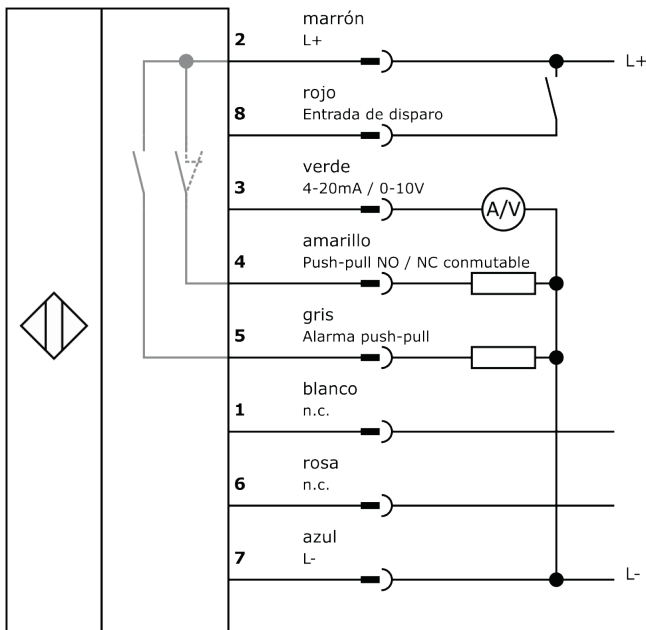 marrón
2 L+ L+
rojo
8 Entrada de disparo
verde
3 4-20mA / 0-10V A/V
amarillo
4 Push-pull NO / NC conmutable
gris
5 Alarma push-pull
blanco
1 n.c.
rosa
6 n.c.
azul
7 L- L-